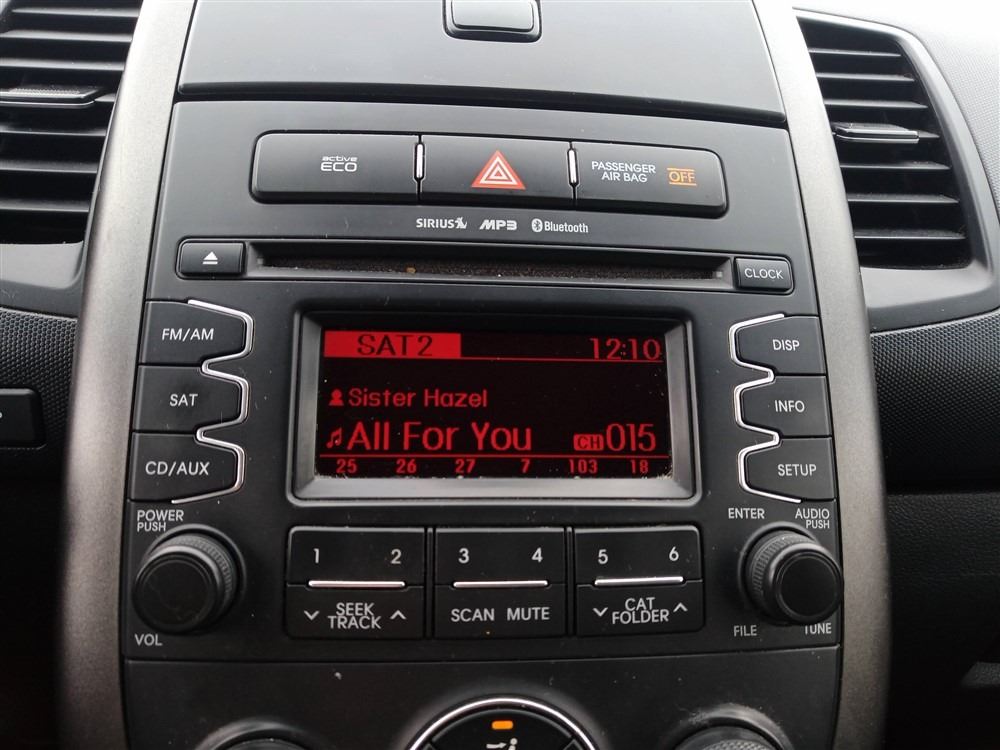 active
ECO
PASSENGER
AIR BAG OFF
SIRIUS MP3 Bluetooth
CLOCK
FM/AM
SAT
CD/AUX
SAT2 12:10
Sister Hazel
All For You CH 015
25 26 27 7 103 18
DISP
INFO
SETUP
POWER
PUSH
VOL
1 2 3 4 5 6
SEEK
TRACK
SCAN MUTE
CAT
FOLDER
ENTER AUDIO
PUSH
FILE TUNE